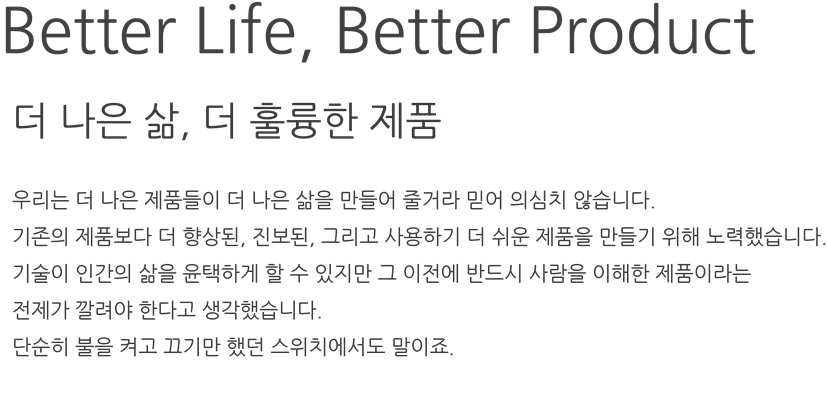 Better Life, Better Product
더 나은 삶, 더 훌륭한 제품
우리는 더 나은 제품들이 더 나은 삶을 만들어 줄거라 믿어 의심치 않습니다.
기존의 제품보다 더 향상된, 진보된, 그리고 사용하기 더 쉬운 제품을 만들기 위해 노력했습니다.
기술이 인간의 삶을 윤택하게 할 수 있지만 그 이전에 반드시 사람을 이해한 제품이라는
전제가 깔려야 한다고 생각했습니다.
단순히 불을 켜고 끄기만 했던 스위치에서도 말이죠.